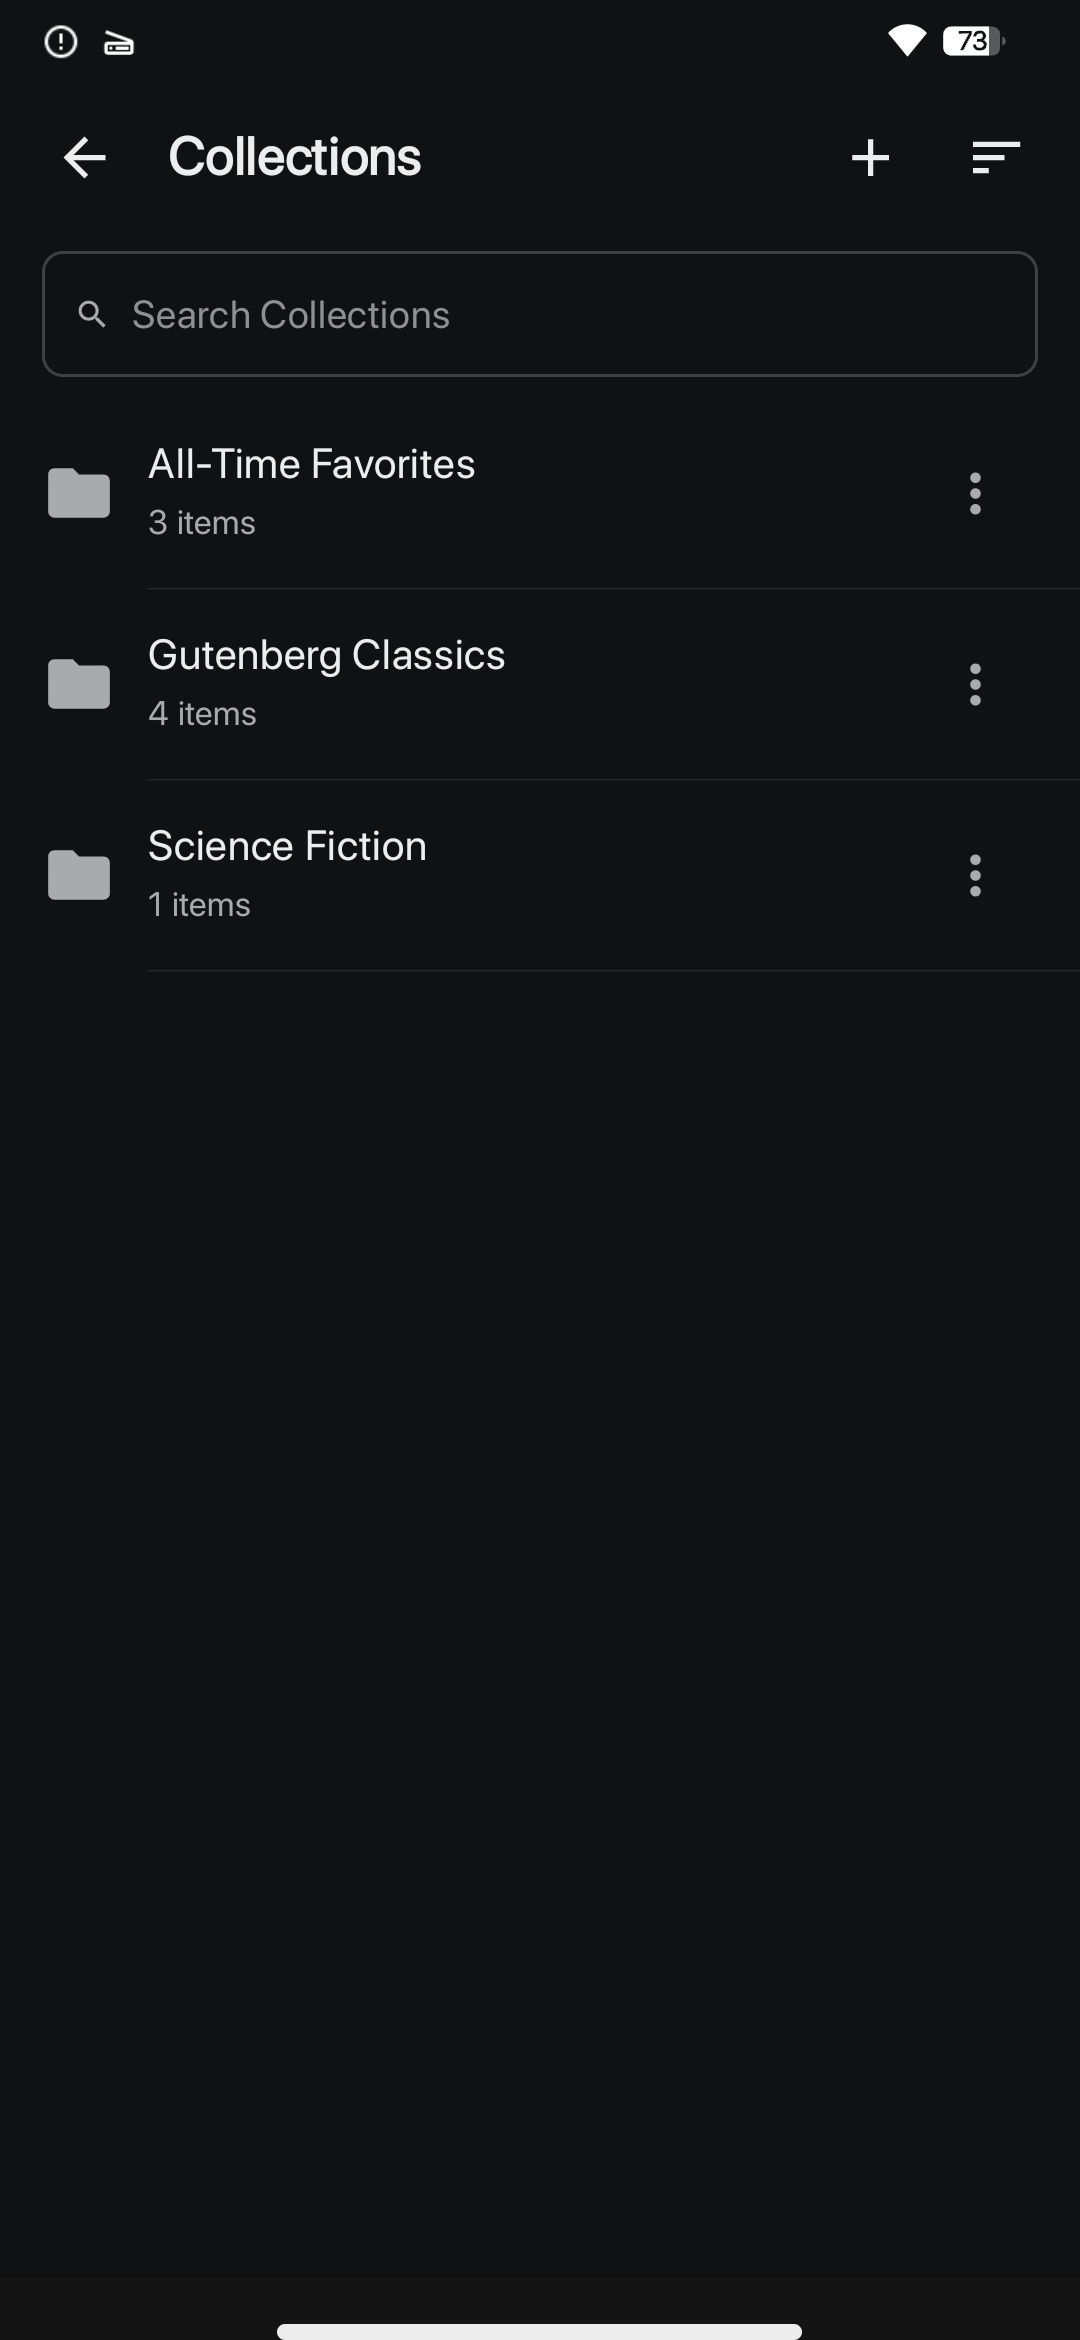 73
Collections
Search Collections
All-Time Favorites
3 items
Gutenberg Classics
4 items
Science Fiction
1 items